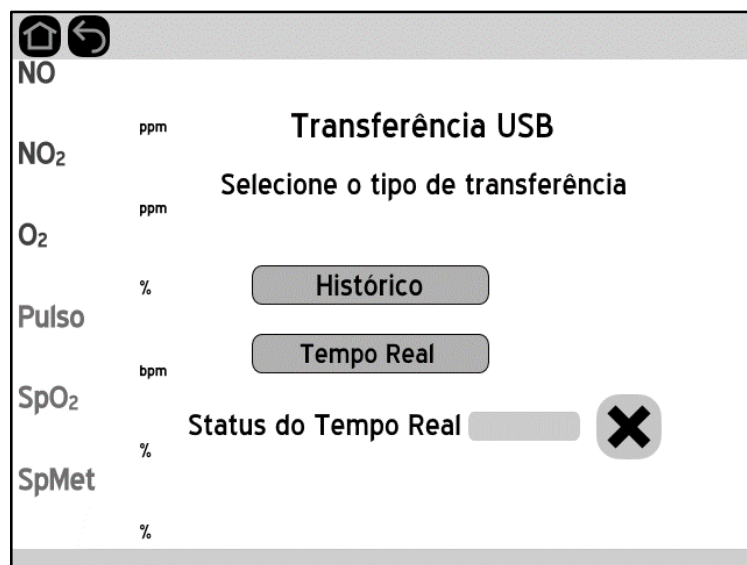 NO
ppm
NO₂
ppm
O₂
%
Pulso
bpm
SpO₂
%
SpMet
%
Transferência USB
Selecione o tipo de transferência
Histórico
Tempo Real
Status do Tempo Real